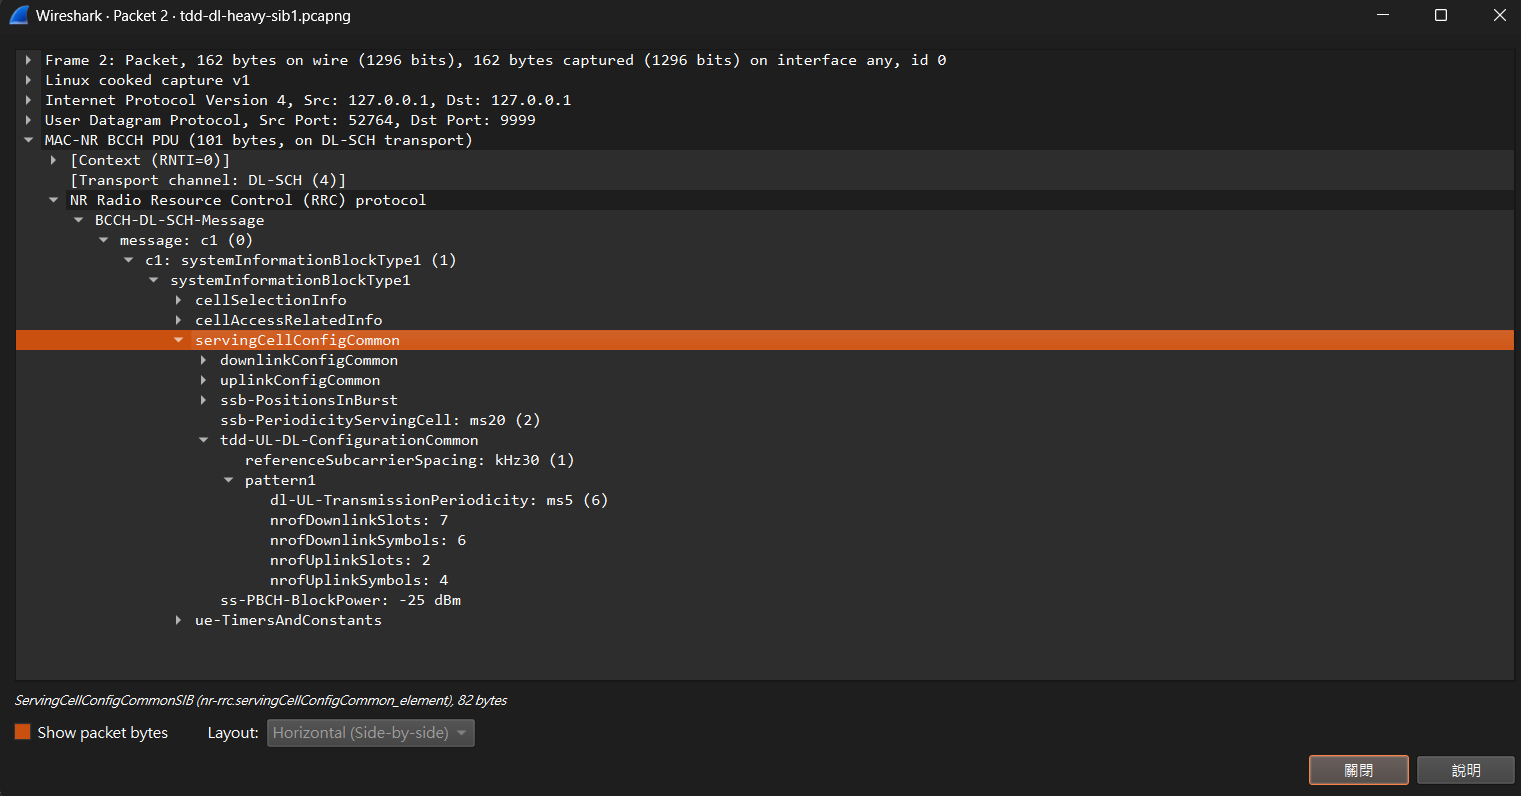 Wireshark · Packet 2 · tdd-dl-heavy-sib1.pcapng
Frame 2: Packet, 162 bytes on wire (1296 bits), 162 bytes captured (1296 bits) on interface any, id 0
Linux cooked capture v1
Internet Protocol Version 4, Src: 127.0.0.1, Dst: 127.0.0.1
User Datagram Protocol, Src Port: 52764, Dst Port: 9999
MAC-NR BCCH PDU (101 bytes, on DL-SCH transport)
[Context (RNTI=0)]
[Transport channel: DL-SCH (4)]
NR Radio Resource Control (RRC) protocol
BCCH-DL-SCH-Message
message: c1 (0)
c1: systemInformationBlockType1 (1)
systemInformationBlockType1
cellSelectionInfo
cellAccessRelatedInfo
servingCellConfigCommon
downlinkConfigCommon
uplinkConfigCommon
ssb-PositionsInBurst
ssb-PeriodicityServingCell: ms20 (2)
tdd-UL-DL-ConfigurationCommon
referenceSubcarrierSpacing: kHz30 (1)
pattern1
dl-UL-TransmissionPeriodicity: ms5 (6)
nrofDownlinkSlots: 7
nrofDownlinkSymbols: 6
nrofUplinkSlots: 2
nrofUplinkSymbols: 4
ss-PBCH-BlockPower: -25 dBm
ue-TimersAndConstants
ServingCellConfigCommonSIB (nr-rrc.servingCellConfigCommon_element), 82 bytes
Show packet bytes Layout: Horizontal (Side-by-side)
關閉 說明